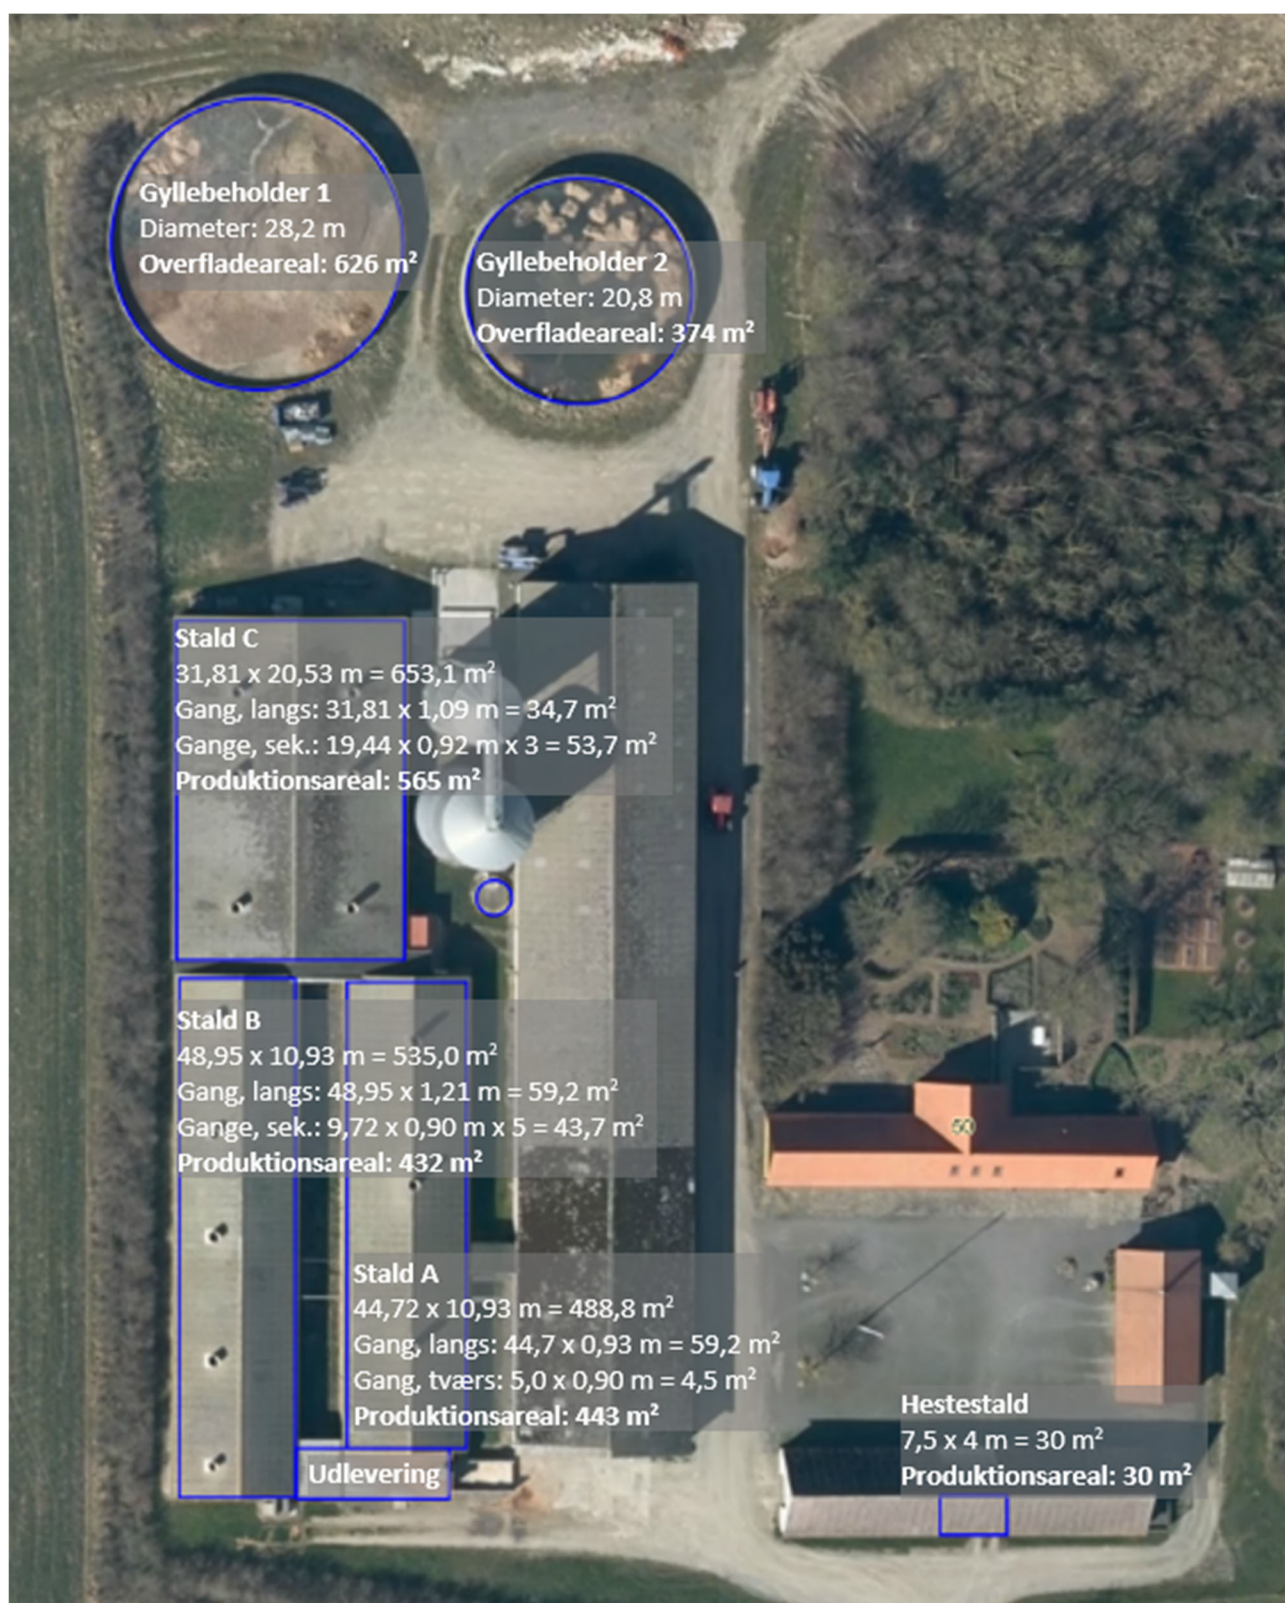 Gyllebeholder 1
Diameter: 28,2 m
Overfladeareal: 626 m²
Gyllebeholder 2
Diameter: 20,8 m
Overfladeareal: 374 m²
Stald C
31,81 x 20,53 m = 653,1 m²
Gang, langs: 31,81 x 1,09 m = 34,7 m²
Gange, sek.: 19,44 x 0,92 m x 3 = 53,7 m²
Produktionsareal: 565 m²
Stald B
48,95 x 10,93 m = 535,0 m²
Gang, langs: 48,95 x 1,21 m = 59,2 m²
Gange, sek.: 9,72 x 0,90 m x 5 = 43,7 m²
Produktionsareal: 432 m²
50
Stald A
44,72 x 10,93 m = 488,8 m²
Gang, langs: 44,7 x 0,93 m = 59,2 m²
Gang, tværs: 5,0 x 0,90 m = 4,5 m²
Produktionsareal: 443 m²
Udlevering
Hestestald
7,5 x 4 m = 30 m²
Produktionsareal: 30 m²